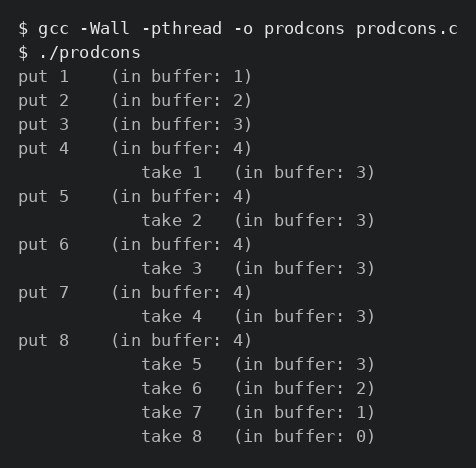 $ gcc -Wall -pthread -o prodcons prodcons.c
$ ./prodcons
put 1    (in buffer: 1)
put 2    (in buffer: 2)
put 3    (in buffer: 3)
put 4    (in buffer: 4)
            take 1   (in buffer: 3)
put 5    (in buffer: 4)
            take 2   (in buffer: 3)
put 6    (in buffer: 4)
            take 3   (in buffer: 3)
put 7    (in buffer: 4)
            take 4   (in buffer: 3)
put 8    (in buffer: 4)
            take 5   (in buffer: 3)
            take 6   (in buffer: 2)
            take 7   (in buffer: 1)
            take 8   (in buffer: 0)